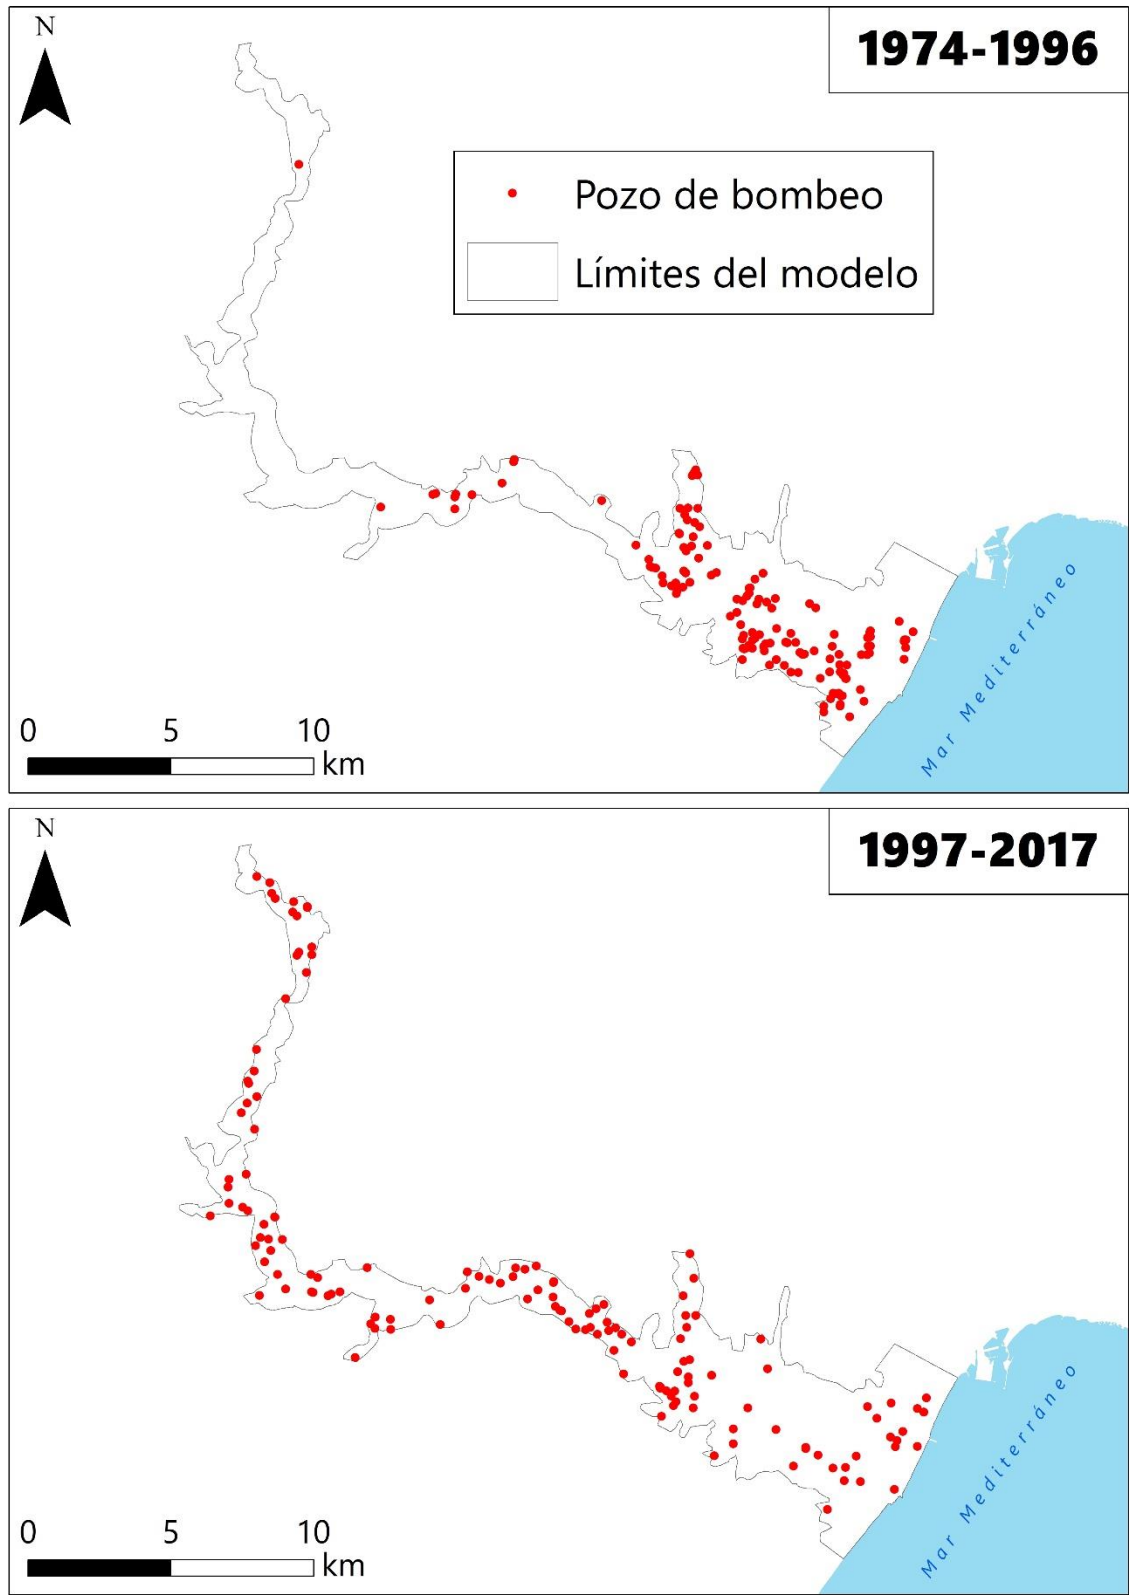 N
1974-1996
Pozo de bombeo
Límites del modelo
0 5 10
km
Mar Mediterráneo
N
1997-2017
0 5 10
km
Mar Mediterráneo